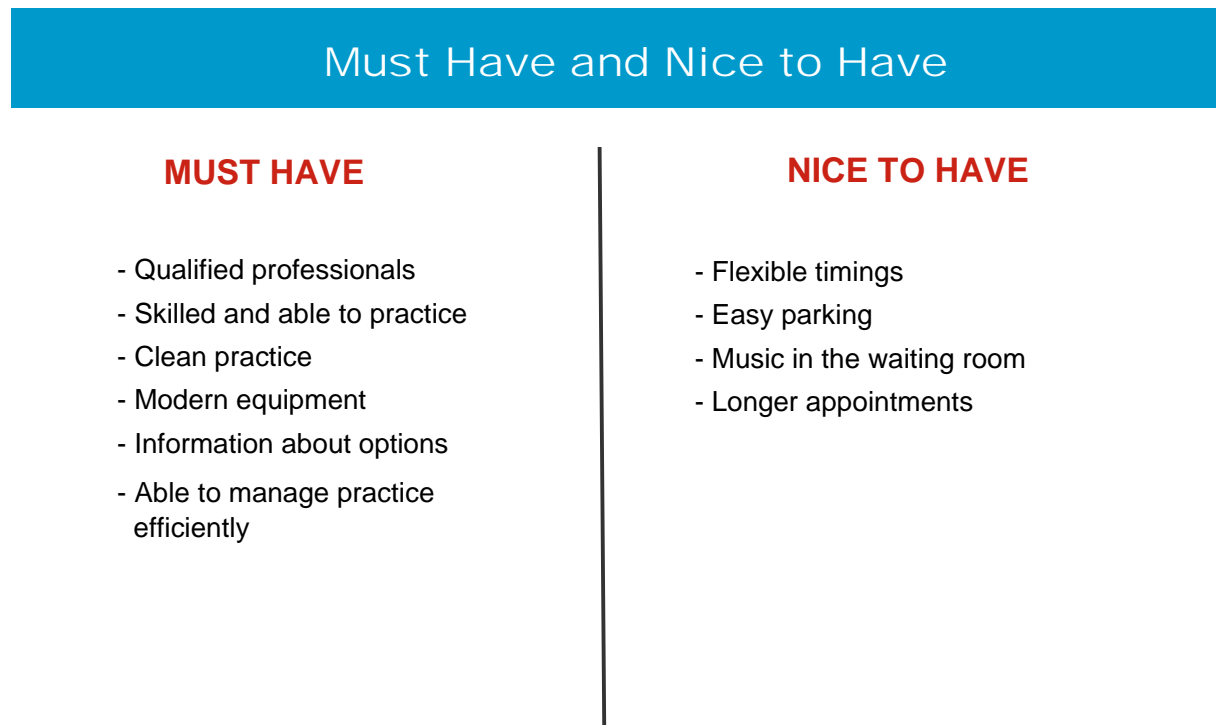 Must Have and Nice to Have
MUST HAVE
- Qualified professionals
- Skilled and able to practice
- Clean practice
- Modern equipment
- Information about options
- Able to manage practice
efficiently
NICE TO HAVE
- Flexible timings
- Easy parking
- Music in the waiting room
- Longer appointments